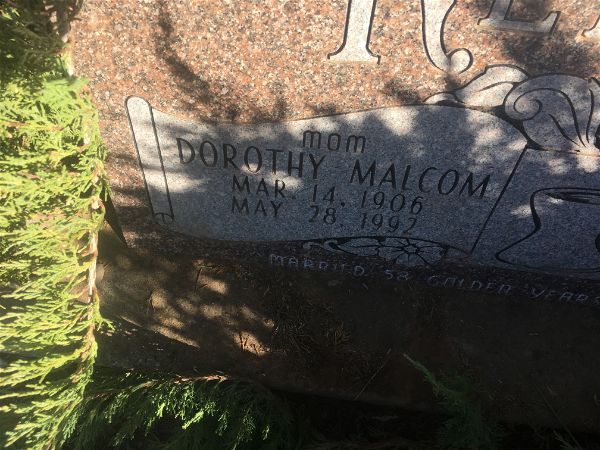 MOM
DOROTHY MALCOM
MAR. 14. 1906
MAY 28. 1992
MARRIED 58 GOLDEN YEARS